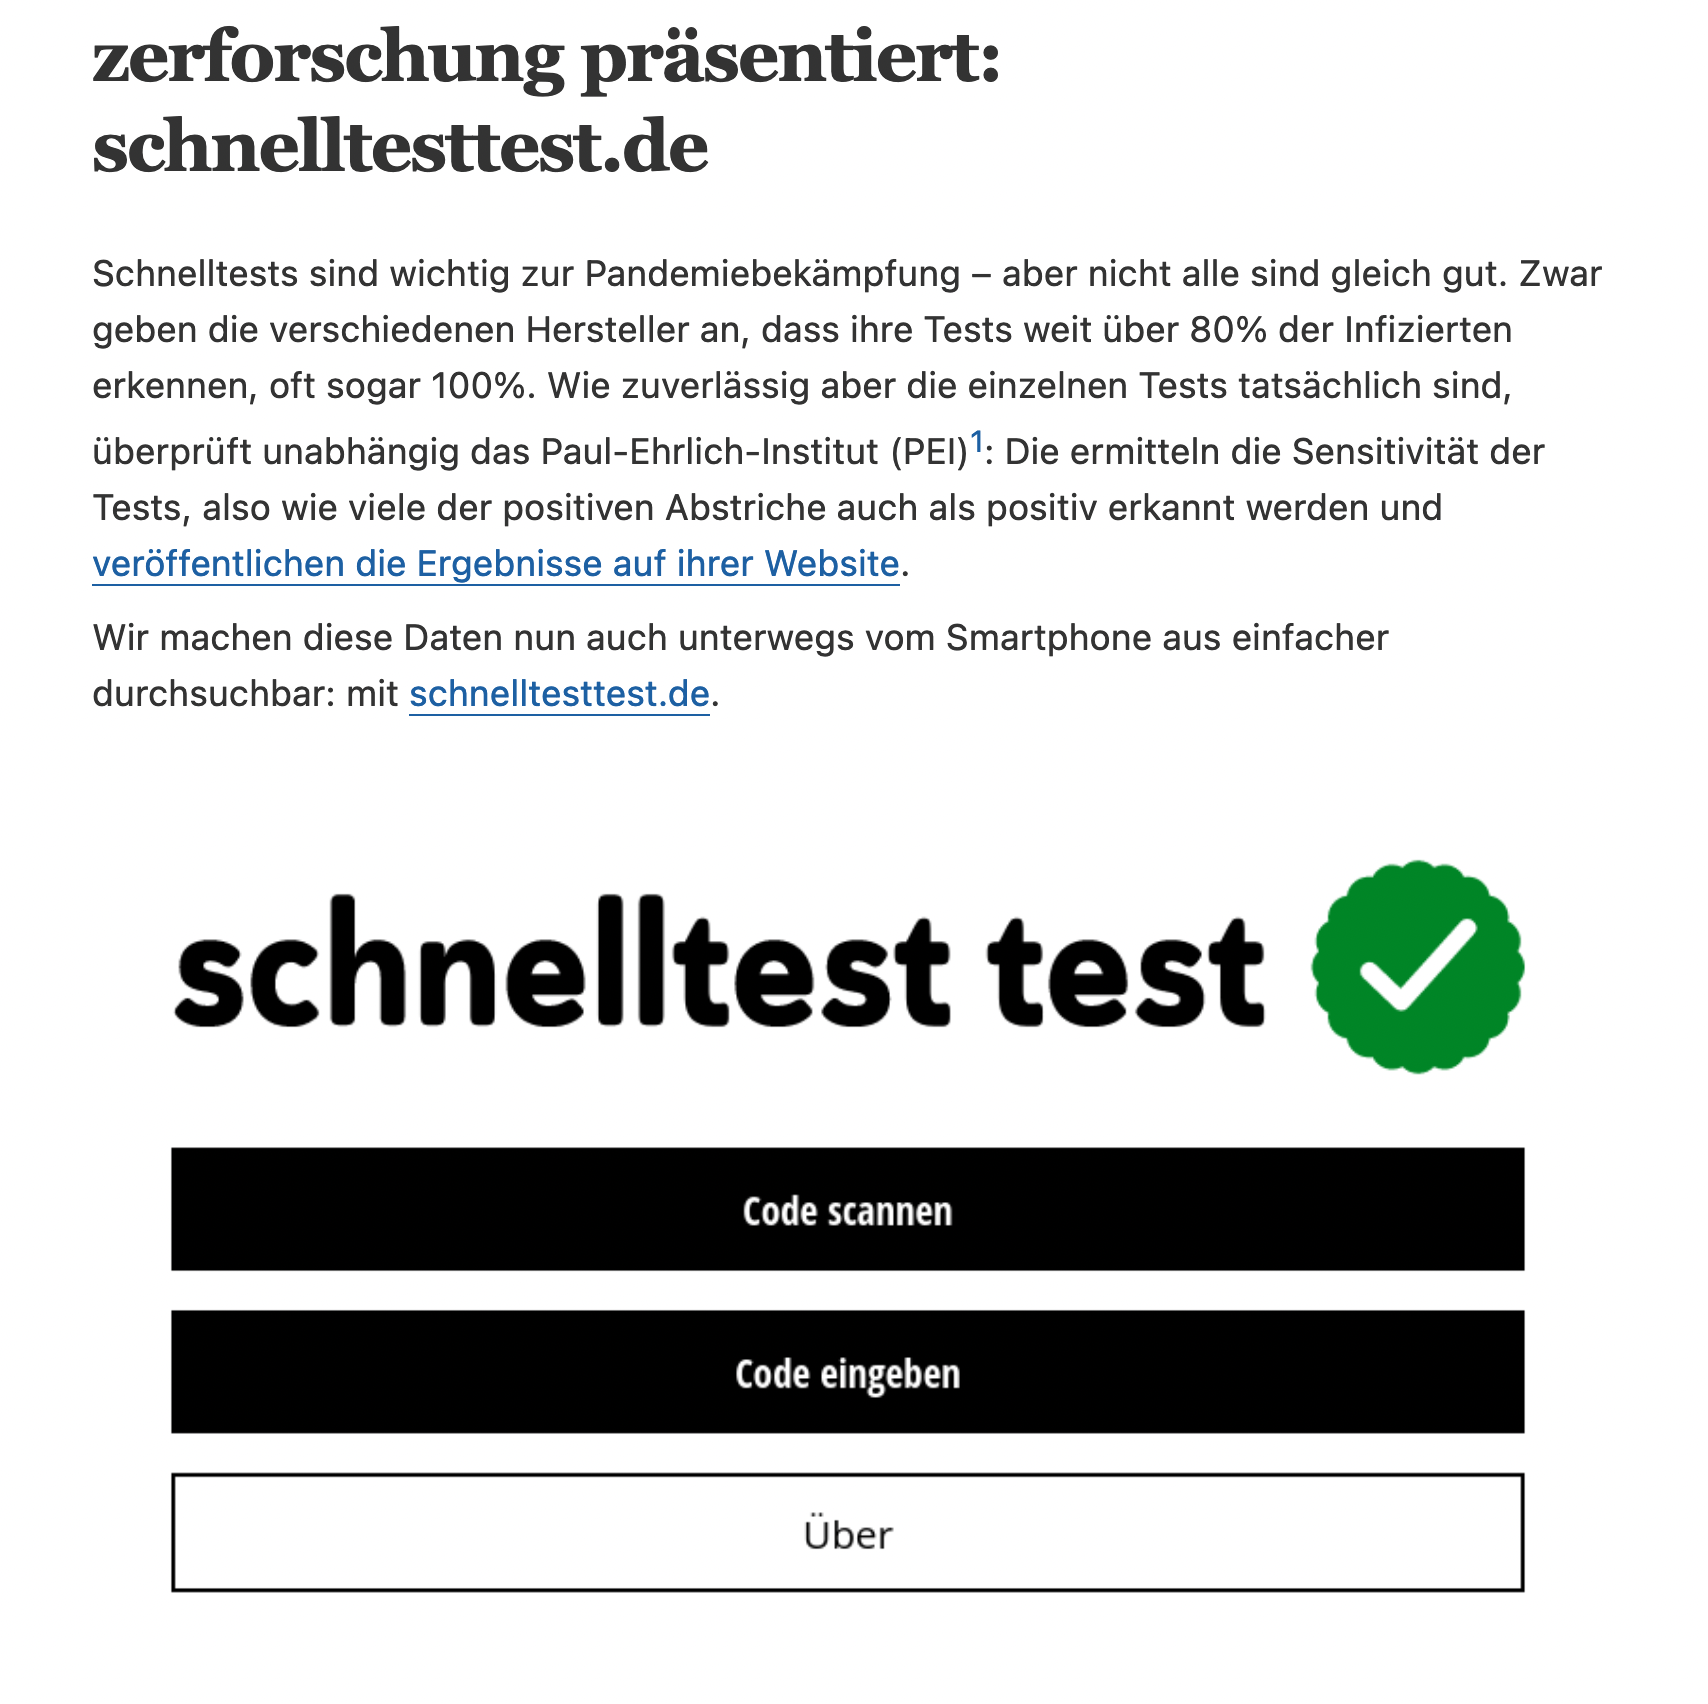 zerforschung präsentiert:
schnelltesttest.de
Schnelltests sind wichtig zur Pandemiebekämpfung – aber nicht alle sind gleich gut. Zwar
geben die verschiedenen Hersteller an, dass ihre Tests weit über 80% der Infizierten
erkennen, oft sogar 100%. Wie zuverlässig aber die einzelnen Tests tatsächlich sind,
überprüft unabhängig das Paul-Ehrlich-Institut (PEI)1: Die ermitteln die Sensitivität der
Tests, also wie viele der positiven Abstriche auch als positiv erkannt werden und
veröffentlichen die Ergebnisse auf ihrer Website.
Wir machen diese Daten nun auch unterwegs vom Smartphone aus einfacher
durchsuchbar: mit schnelltesttest.de.
schnelltest test
Code scannen
Code eingeben
Über